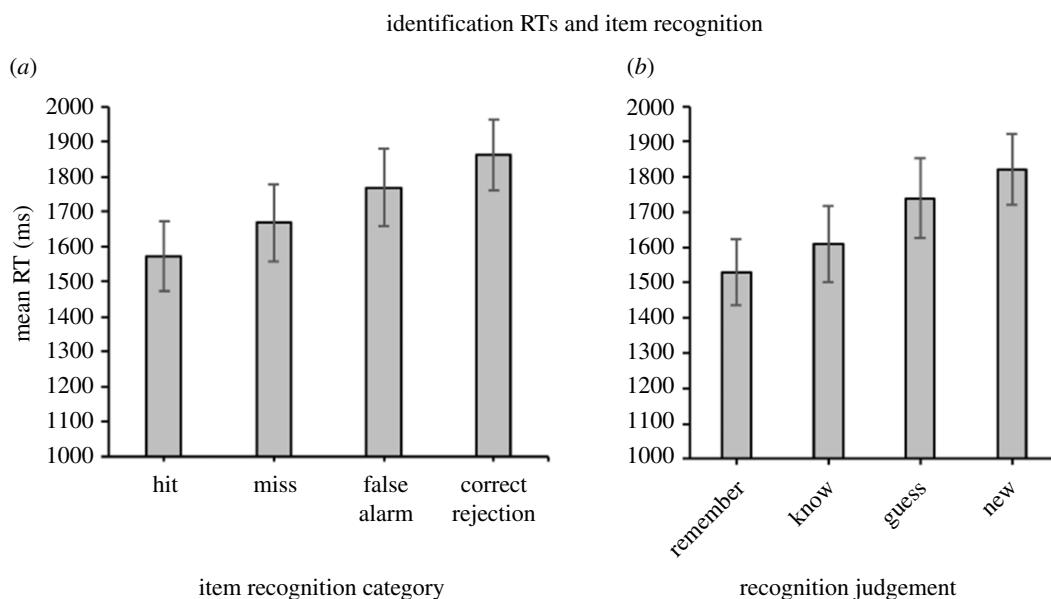 identification RTs and item recognition
(a)
mean RT (ms)
2000
1900
1800
1700
1600
1500
1400
1300
1200
1100
1000
hit
miss
false
alarm
correct
rejection
item recognition category
(b)
2000
1900
1800
1700
1600
1500
1400
1300
1200
1100
1000
remember
know
guess
new
recognition judgement